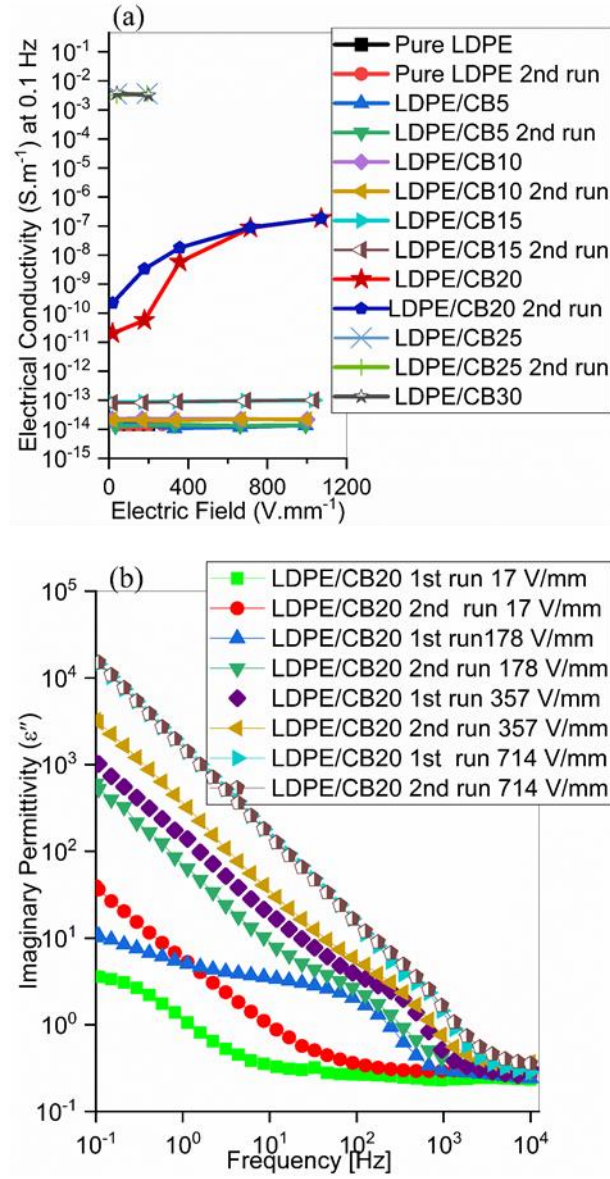 (a)
Electrical Conductivity (S.m⁻¹) at 0.1 Hz
10⁻¹
10⁻²
10⁻³
10⁻⁴
10⁻⁵
10⁻⁶
10⁻⁷
10⁻⁸
10⁻⁹
10⁻¹⁰
10⁻¹¹
10⁻¹²
10⁻¹³
10⁻¹⁴
10⁻¹⁵
0 400 800 1200
Electric Field (V.mm⁻¹)
Pure LDPE
Pure LDPE 2nd run
LDPE/CB5
LDPE/CB5 2nd run
LDPE/CB10
LDPE/CB10 2nd run
LDPE/CB15
LDPE/CB15 2nd run
LDPE/CB20
LDPE/CB20 2nd run
LDPE/CB25
LDPE/CB25 2nd run
LDPE/CB30
(b)
Imaginary Permittivity (ε″)
10⁵
10⁴
10³
10²
10¹
10⁰
10⁻¹
10⁻¹ 10⁰ 10¹ 10² 10³ 10⁴
Frequency [Hz]
LDPE/CB20 1st run 17 V/mm
LDPE/CB20 2nd run 17 V/mm
LDPE/CB20 1st run178 V/mm
LDPE/CB20 2nd run 178 V/mm
LDPE/CB20 1st run 357 V/mm
LDPE/CB20 2nd run 357 V/mm
LDPE/CB20 1st run 714 V/mm
LDPE/CB20 2nd run 714 V/mm